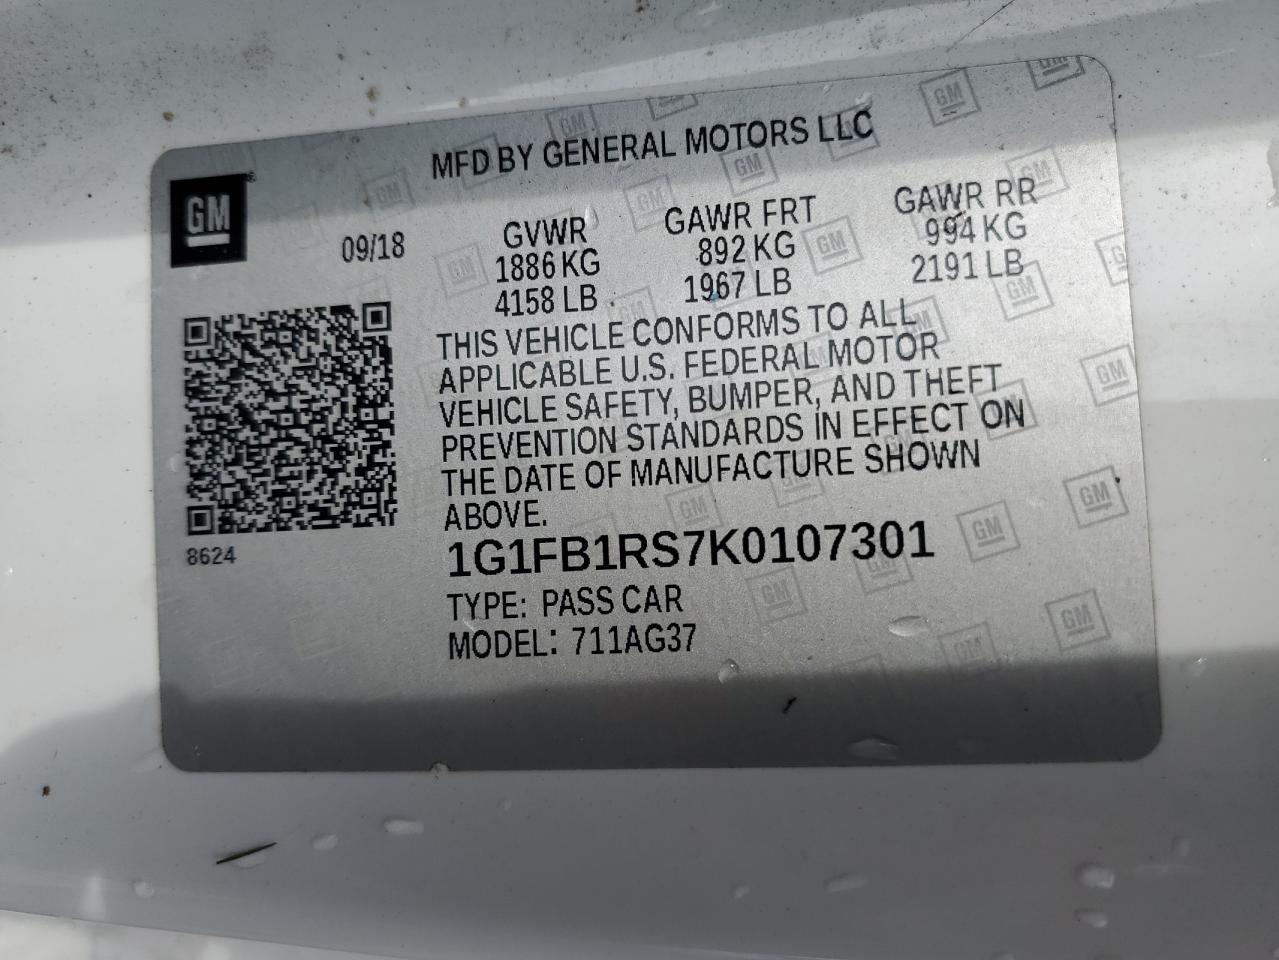 MFD BY GENERAL MOTORS LLC
GM
09/18
GVWR
1886 KG
4158 LB
GAWR FRT
892 KG
1967 LB
GAWR RR
994 KG
2191 LB
THIS VEHICLE CONFORMS TO ALL
APPLICABLE U.S. FEDERAL MOTOR
VEHICLE SAFETY, BUMPER, AND THEFT
PREVENTION STANDARDS IN EFFECT ON
THE DATE OF MANUFACTURE SHOWN
ABOVE.
8624
1G1FB1RS7K0107301
TYPE: PASS CAR
MODEL: 711AG37